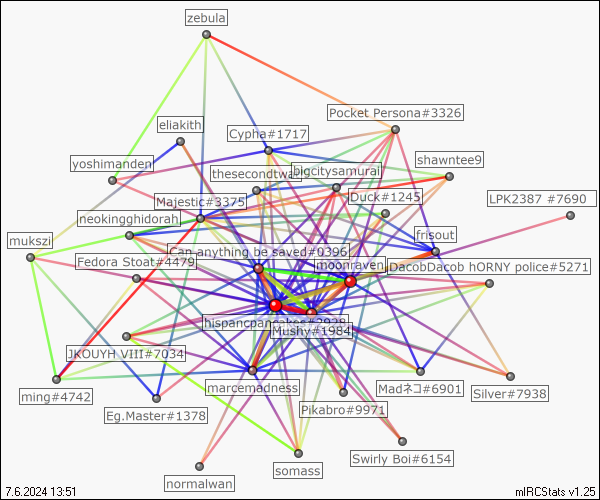 zebula
Pocket Persona#3326
eliakith
Cypha#1717
yoshimanden
thesecondtwa
bigcitysamurai
shawntee9
Majestic#3375
Duck#1245
LPK2387 #7690
neokingghidorah
mukszi
frisout
Can anything be saved#0396
Fedora Stoat#4479
moonraven
DacobDacob hORNY police#5271
hispancpancakes#2928
Mushy#1984
JKOUYH VIII#7034
marcemadness
Madネコ#6901
Silver#7938
ming#4742
Eg.Master#1378
Pikabro#9971
Swirly Boi#6154
somass
normalwan
7.6.2024 13:51
mIRCStats v1.25